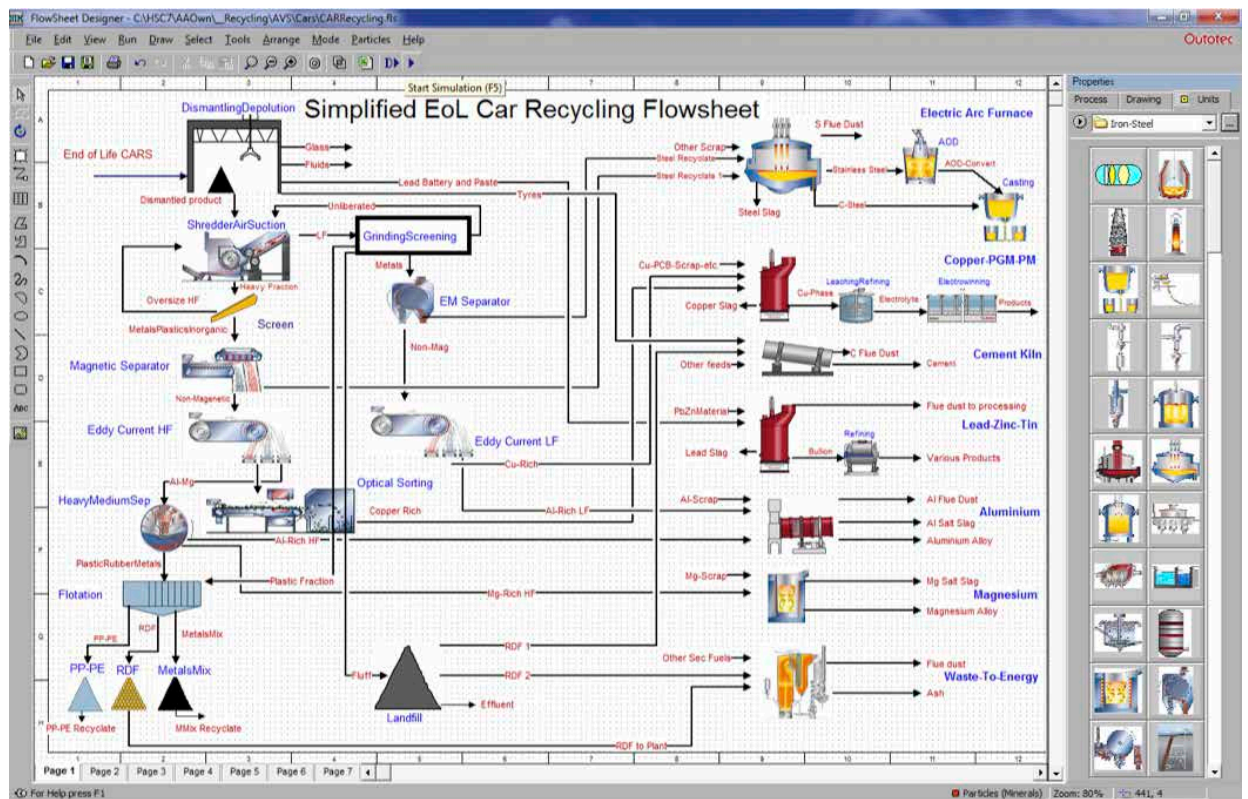 FlowSheet Designer - C:\HSC7\AAOwn\__Recycling\AVS\Cars\CARRecycling.fls
File Edit View Run Draw Select Tools Arrange Mode Particles Help
Outotec
Start Simulation (F5)
Simplified EoL Car Recycling Flowsheet
DismantlingDepolution
End of Life CARS
Glass
Fluids
Lead Battery and Paste
Tyres
Dismantled product
Unliberated
ShredderAirSuction
LF
GrindingScreening
Heavy Fraction
Metals
Oversize HF
EM Separator
MetalsPlasticsInorganic
Screen
Non-Mag
Magnetic Separator
Non-Magenetic
Eddy Current HF
Eddy Current LF
Cu-Rich
Al-Mg
Optical Sorting
HeavyMediumSep
Copper Rich
Al-Rich LF
Al-Rich HF
PlasticRubberMetals
Plastic Fraction
Flotation
Mg-Rich HF
PP-PE
RDF
MetalsMix
RDF 1
PP-PE
RDF
MetalsMix
Fluff
RDF 2
Effluent
Landfill
PP-PE Recyclate
MMix Recyclate
RDF to Plant
Electric Arc Furnace
S Flue Dust
Other Scrap
Steel Recyclate
Steel Recyclate 1
AOD
Stainless Steel
AOD-Convert
Casting
Steel Slag
C-Steel
Copper-PGM-PM
Cu-PCB-Scrap-etc.
LeachingRefining
Electrowinning
Cu-Phase
Electrolyte
Products
Copper Slag
Cement Kiln
C Flue Dust
Other feeds
Cement
PbZnMaterial
Flue dust to processing
Lead-Zinc-Tin
Refining
Lead Slag
Bullion
Various Products
Al-Scrap
Al Flue Dust
Aluminium
Al Salt Slag
Aluminium Alloy
Mg-Scrap
Mg Salt Slag
Magnesium
Magnesium Alloy
Other Sec Fuels
Flue dust
Waste-To-Energy
Ash
Page 1 Page 2 Page 3 Page 4 Page 5 Page 6 Page 7
For Help press F1
Particles (Minerals) Zoom: 80% 441, 4
Properties
Process Drawing Units
Iron-Steel
Abc